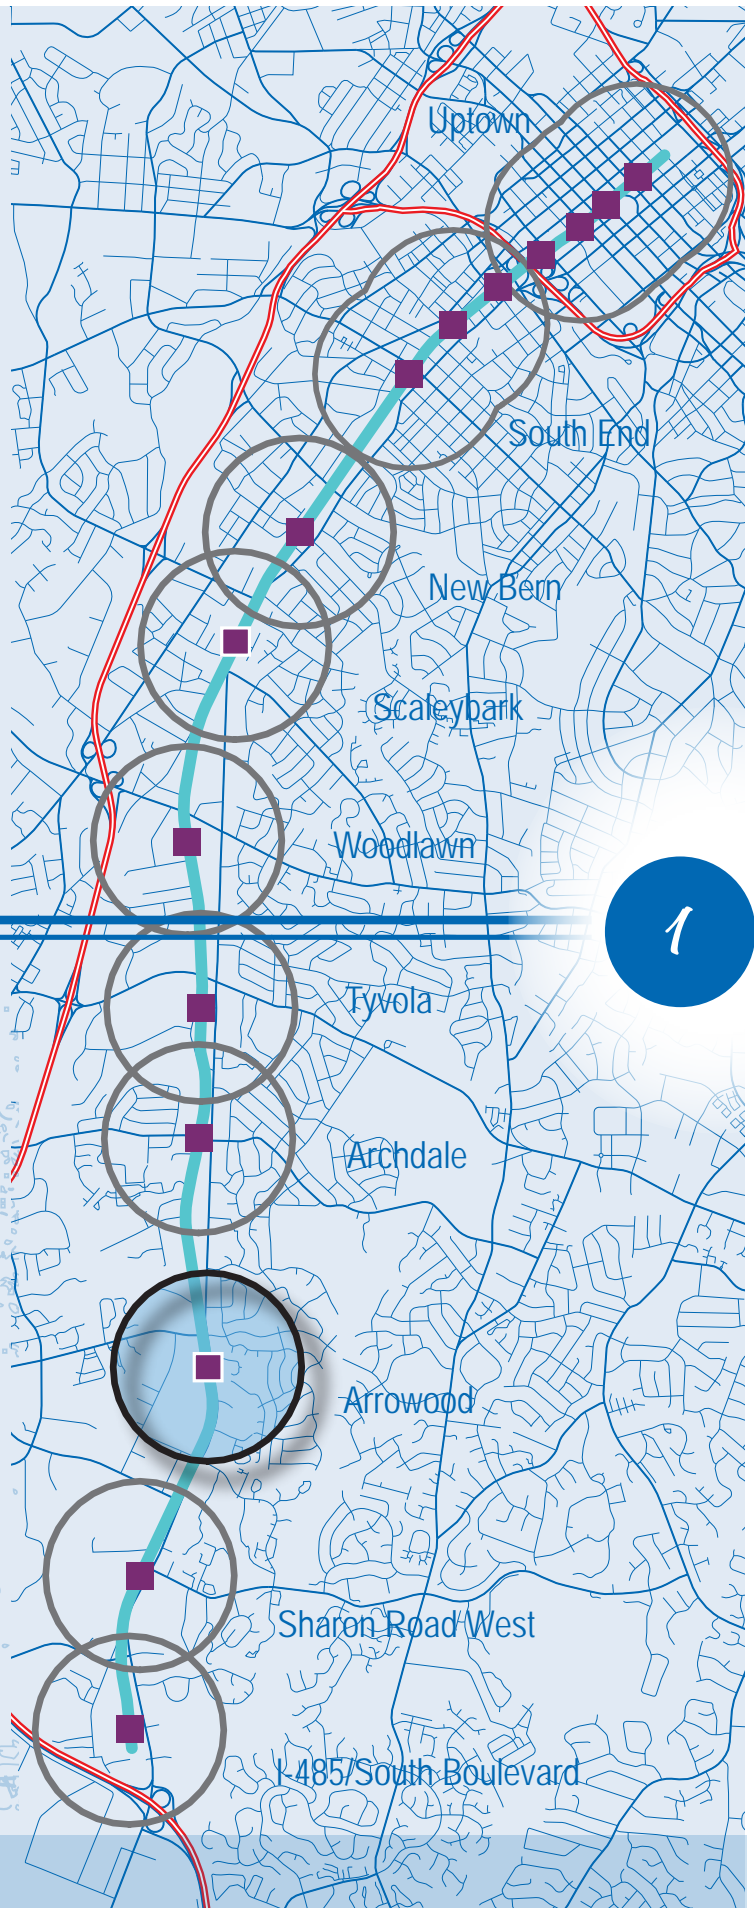 Uptown
South End
New Bern
Scaleybark
Woodlawn
1
Tyvola
Archdale
Arrowood
Sharon Road West
I-485/South Boulevard